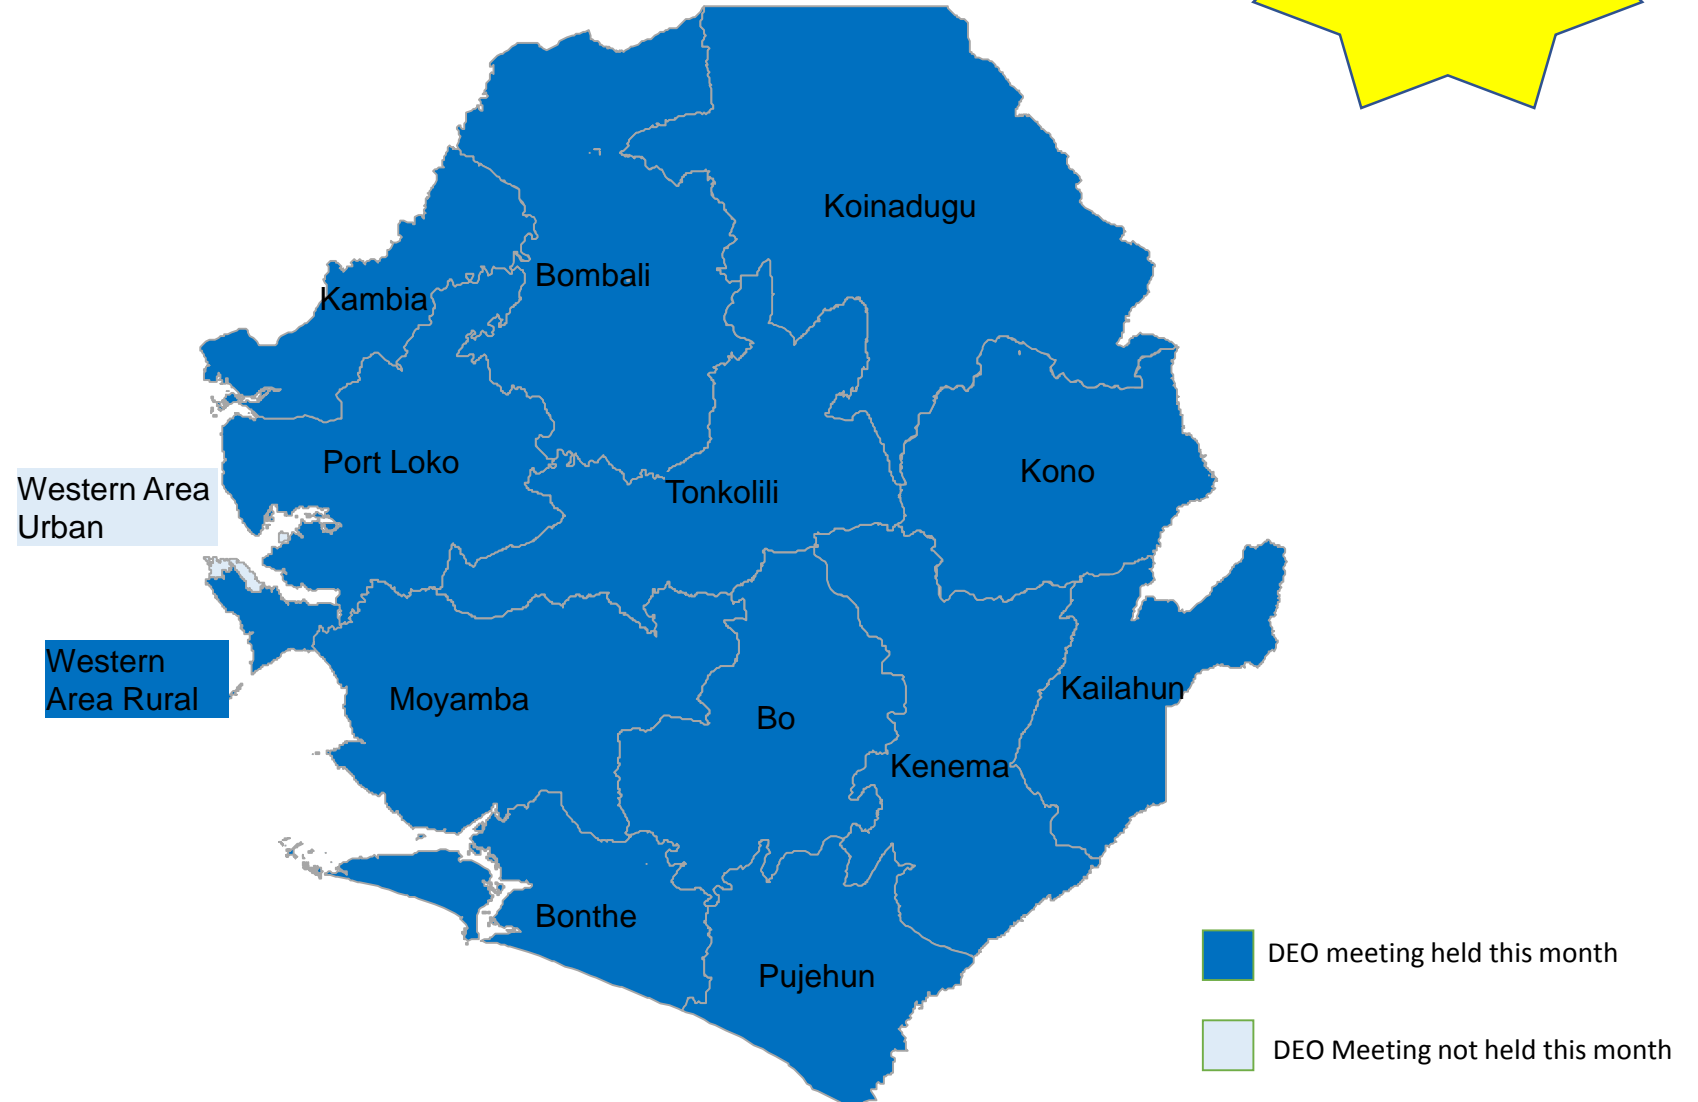 Koinadugu
Bombali
Kambia
Port Loko
Kono
Western Area
Urban
Tonkolili
Western
Area Rural
Kailahun
Moyamba
Bo
Kenema
Bonthe
Pujehun
DEO meeting held this month
DEO Meeting not held this month